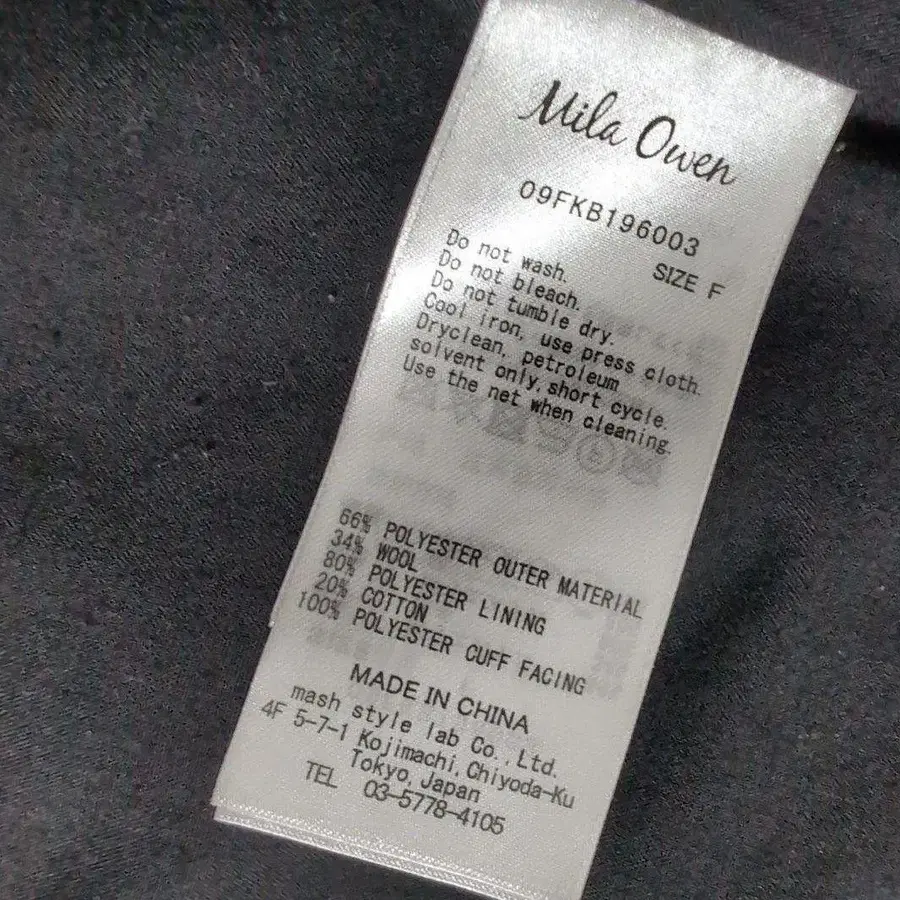 Mila Owen
09FKB196003
SIZE F
Do not wash.
Do not bleach.
Do not tumble dry.
Cool iron, use press cloth.
Dryclean, petroleum
solvent only, short cycle.
Use the net when cleaning.
66% POLYESTER OUTER MATERIAL
34% WOOL
80% POLYESTER LINING
20% COTTON
100% POLYESTER CUFF FACING
MADE IN CHINA
mash style lab Co., Ltd.
4F 5-7-1 Kojimachi, Chiyoda-Ku
Tokyo, Japan
TEL 03-5778-4105